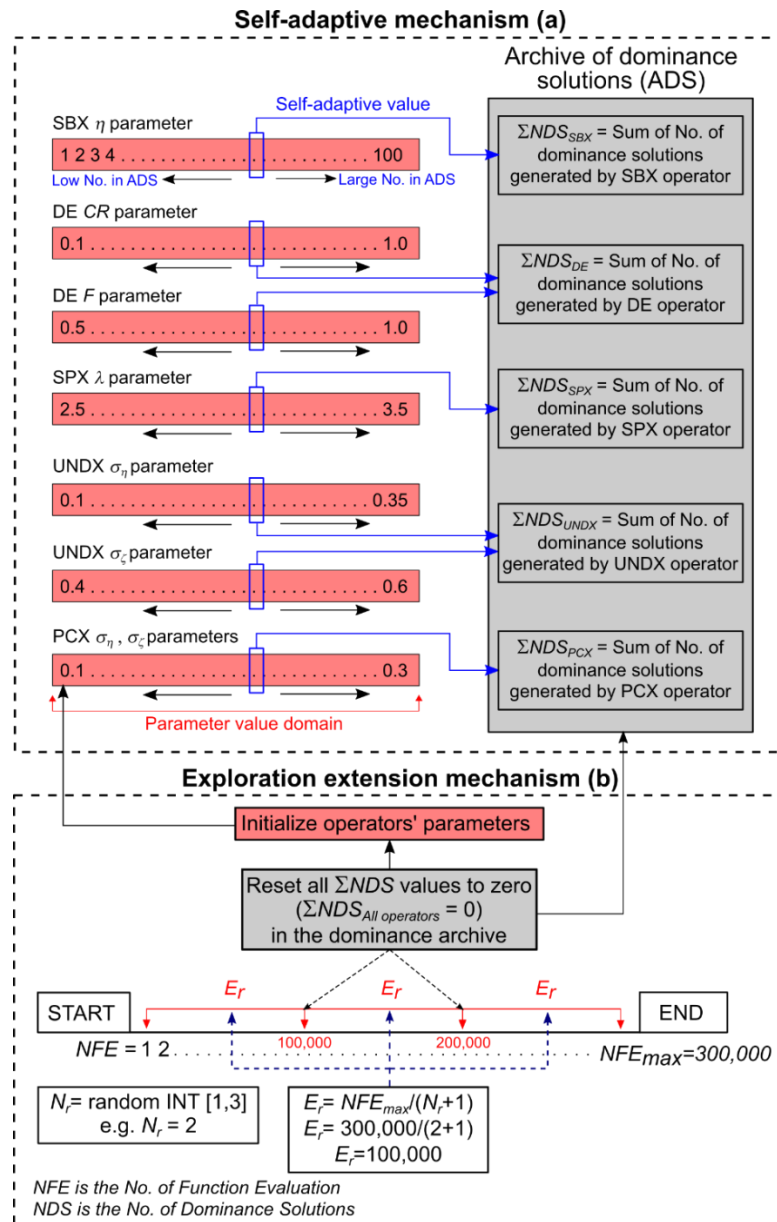 Self-adaptive mechanism (a)
Archive of dominance
solutions (ADS)
Self-adaptive value
SBX η parameter
1 2 3 4 . . . . . . . . . . . . . . . . . . . . . . . . . . . . . . 100
Low No. in ADS
Large No. in ADS
ΣNDS_SBX = Sum of No. of
dominance solutions
generated by SBX operator
DE CR parameter
0.1 . . . . . . . . . . . . . . . . . . . . . . . . . . . . . . . . . . 1.0
ΣNDS_DE = Sum of No. of
dominance solutions
generated by DE operator
DE F parameter
0.5 . . . . . . . . . . . . . . . . . . . . . . . . . . . . . . . . . . 1.0
SPX λ parameter
2.5 . . . . . . . . . . . . . . . . . . . . . . . . . . . . . . . . . . 3.5
ΣNDS_SPX = Sum of No. of
dominance solutions
generated by SPX operator
UNDX σ_η parameter
0.1 . . . . . . . . . . . . . . . . . . . . . . . . . . . . . . . . . 0.35
ΣNDS_UNDX = Sum of No. of
dominance solutions
generated by UNDX operator
UNDX σ_ζ parameter
0.4 . . . . . . . . . . . . . . . . . . . . . . . . . . . . . . . . . . 0.6
PCX σ_η , σ_ζ parameters
0.1 . . . . . . . . . . . . . . . . . . . . . . . . . . . . . . . . . . 0.3
ΣNDS_PCX = Sum of No. of
dominance solutions
generated by PCX operator
Parameter value domain
Exploration extension mechanism (b)
Initialize operators' parameters
Reset all ΣNDS values to zero
(ΣNDS_All operators = 0)
in the dominance archive
E_r E_r E_r
START
END
100,000 200,000
NFE = 1 2 . . . . . . . . . . . . . . . . . . . . . . . . . . . . . . NFE_max=300,000
N_r= random INT [1,3]
e.g. N_r = 2
E_r= NFE_max/(N_r+1)
E_r= 300,000/(2+1)
E_r=100,000
NFE is the No. of Function Evaluation
NDS is the No. of Dominance Solutions